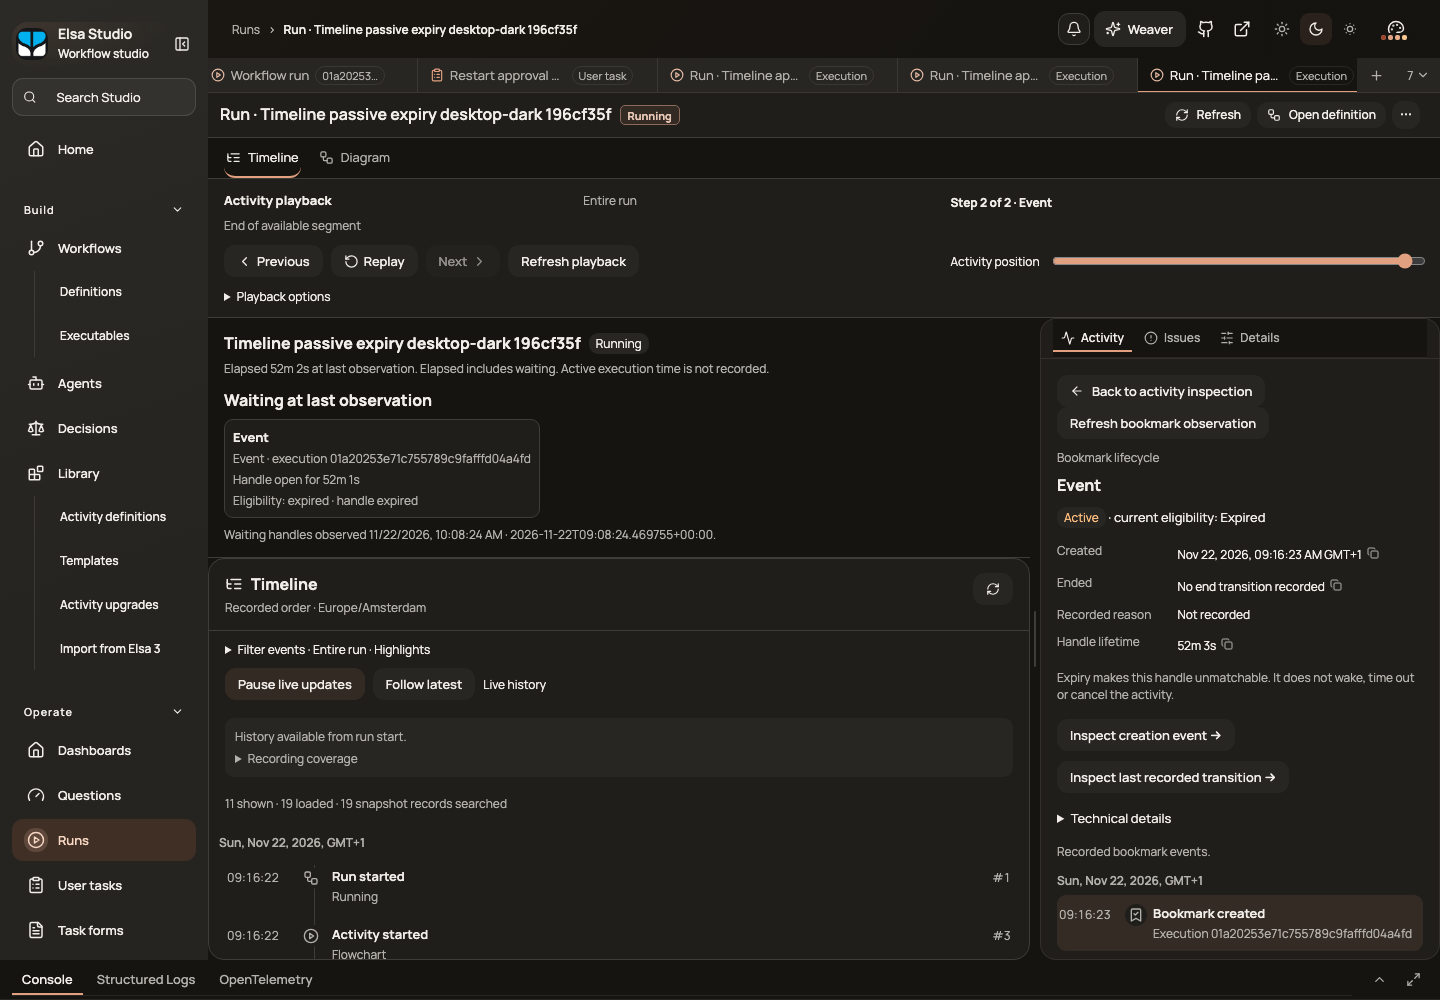 Elsa Studio
Workflow studio
Search Studio
Home
Build
Workflows
Definitions
Executables
Agents
Decisions
Library
Activity definitions
Templates
Activity upgrades
Import from Elsa 3
Operate
Dashboards
Questions
Runs
User tasks
Task forms
Runs › Run · Timeline passive expiry desktop-dark 196cf35f
Weaver
Workflow run 01a20253...
Restart approval ... User task
Run · Timeline ap... Execution
Run · Timeline ap... Execution
Run · Timeline pa... Execution
7
Run · Timeline passive expiry desktop-dark 196cf35f Running
Refresh
Open definition
Timeline
Diagram
Activity playback
Entire run
Step 2 of 2 · Event
End of available segment
Previous
Replay
Next
Refresh playback
Activity position
Playback options
Timeline passive expiry desktop-dark 196cf35f Running
Elapsed 52m 2s at last observation. Elapsed includes waiting. Active execution time is not recorded.
Waiting at last observation
Event
Event · execution 01a20253e71c755789c9fafffd04a4fd
Handle open for 52m 1s
Eligibility: expired · handle expired
Waiting handles observed 11/22/2026, 10:08:24 AM · 2026-11-22T09:08:24.469755+00:00.
Timeline
Recorded order · Europe/Amsterdam
Filter events · Entire run · Highlights
Pause live updates
Follow latest
Live history
History available from run start.
Recording coverage
11 shown · 19 loaded · 19 snapshot records searched
Sun, Nov 22, 2026, GMT+1
09:16:22 Run started #1
Running
09:16:22 Activity started #3
Flowchart
Activity
Issues
Details
Back to activity inspection
Refresh bookmark observation
Bookmark lifecycle
Event
Active · current eligibility: Expired
Created Nov 22, 2026, 09:16:23 AM GMT+1
Ended No end transition recorded
Recorded reason Not recorded
Handle lifetime 52m 3s
Expiry makes this handle unmatchable. It does not wake, time out
or cancel the activity.
Inspect creation event →
Inspect last recorded transition →
Technical details
Recorded bookmark events.
Sun, Nov 22, 2026, GMT+1
09:16:23 Bookmark created
Execution 01a20253e71c755789c9fafffd04a4fd
Console
Structured Logs
OpenTelemetry